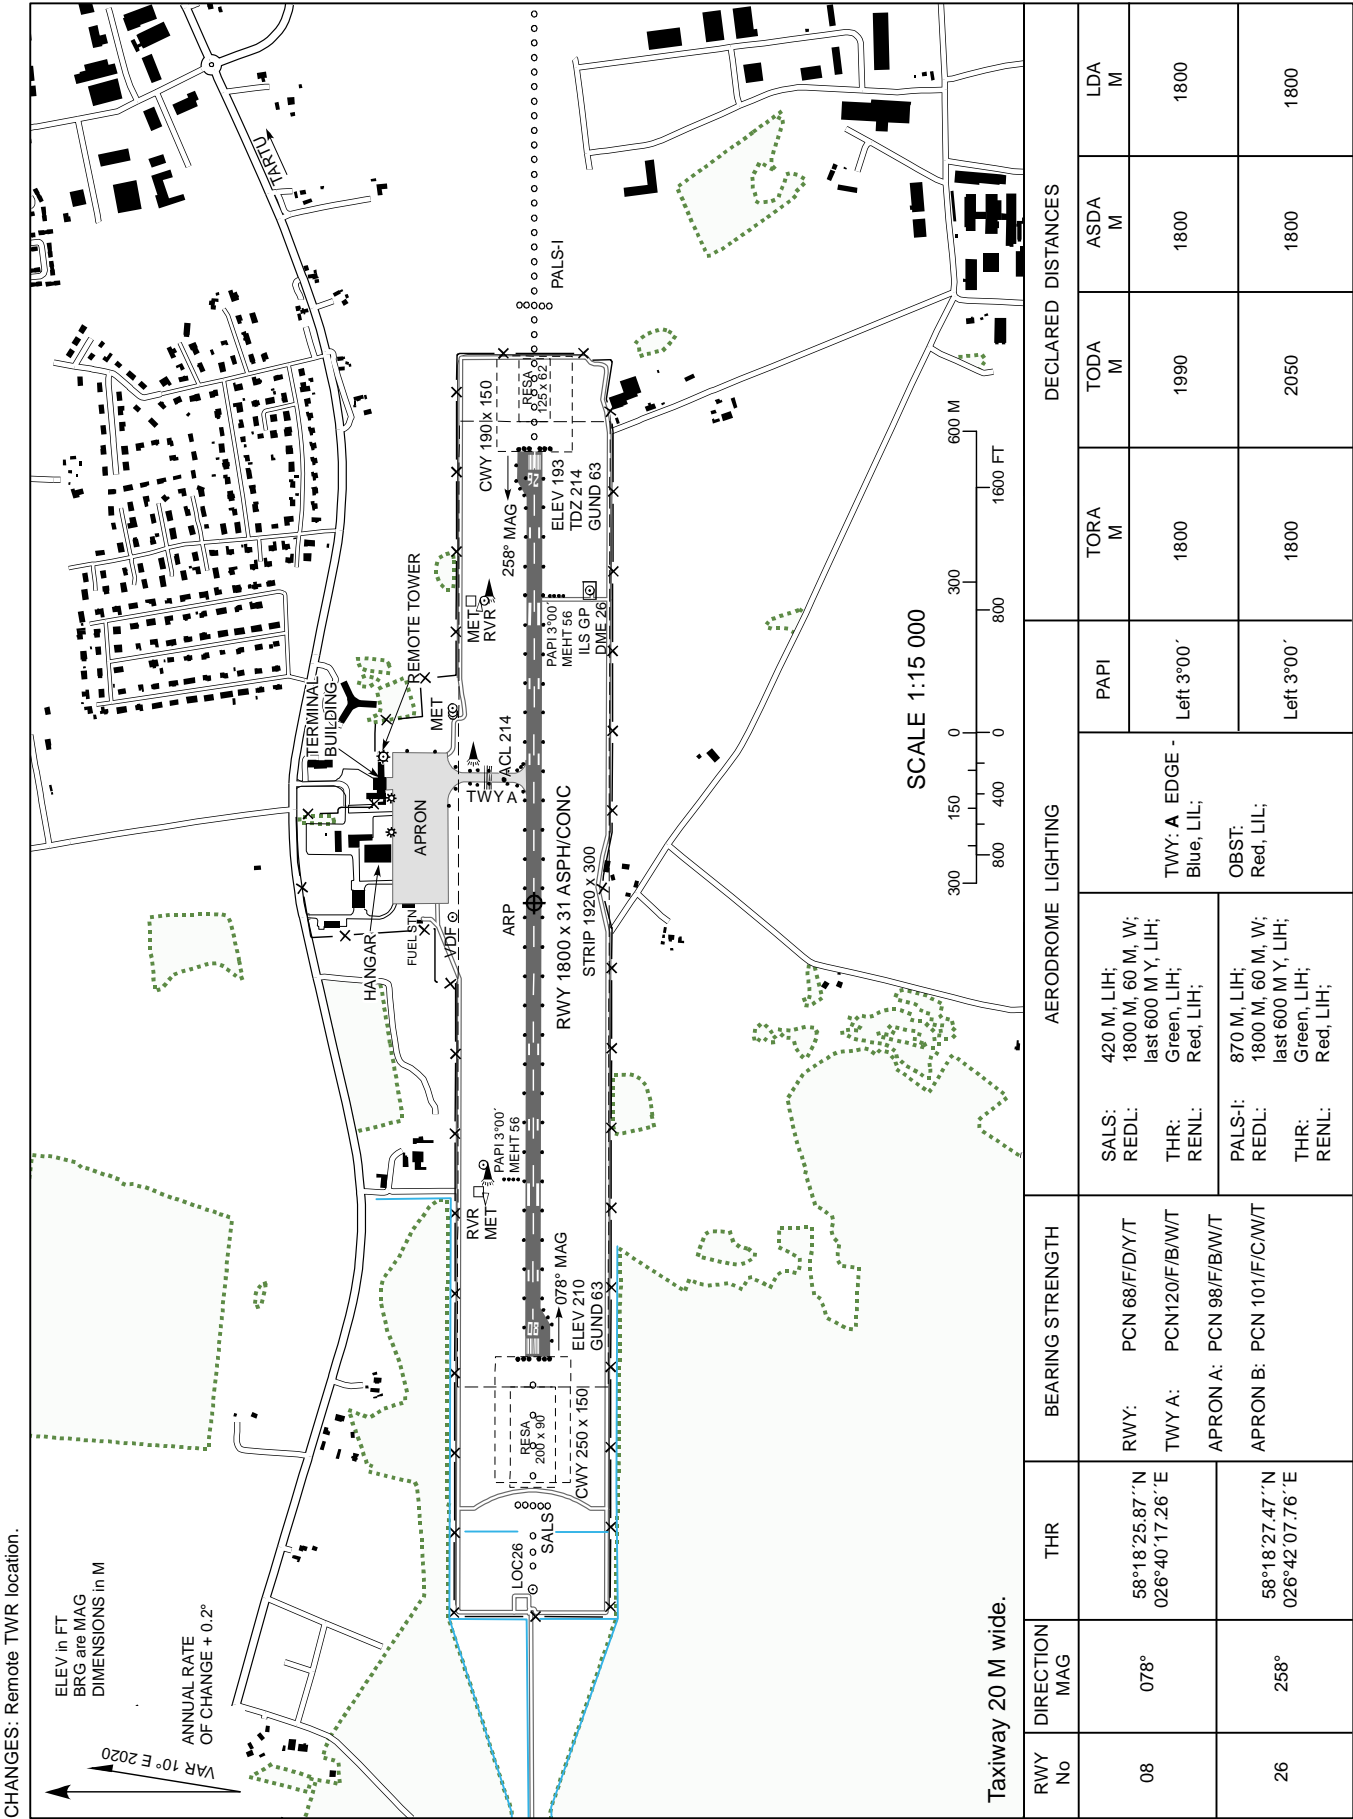 CHANGES: Remote TWR location.
ELEV in FT
BRG are MAG
DIMENSIONS in M
ANNUAL RATE
OF CHANGE + 0.2°
VAR 10° E 2020
TARTU
TERMINAL
BUILDING
REMOTE TOWER
HANGAR
FUEL STN
APRON
VDF
MET
TWY A
ACL 214
MET
RVR
RVR
MET
PAPI 3°00´
MEHT 56
PAPI 3°00´
MEHT 56
ILS GP
DME 26
LOC26
SALS
RESA
200 x 90
CWY 250 x 150
08
078° MAG
ELEV 210
GUND 63
ARP
RWY 1800 x 31 ASPH/CONC
STRIP 1920 x 300
258° MAG
CWY 190 x 150
26
ELEV 193
TDZ 214
GUND 63
RESA
125 x 62
PALS-I
SCALE 1:15 000
300 150 0 300 600 M
800 400 0 800 1600 FT
Taxiway 20 M wide.
RWY
No
DIRECTION
MAG
THR
BEARING STRENGTH
AERODROME LIGHTING
PAPI
DECLARED DISTANCES
TORA
M
TODA
M
ASDA
M
LDA
M
08
078°
58°18´25.87´´N
026°40´17.26´´E
RWY: PCN 68/F/D/Y/T
TWY A: PCN120/F/B/W/T
APRON A: PCN 98/F/B/W/T
APRON B: PCN 101/F/C/W/T
SALS: 420 M, LIH;
REDL: 1800 M, 60 M, W;
last 600 M Y, LIH;
THR: Green, LIH;
RENL: Red, LIH;
TWY: A EDGE -
Blue, LIL;
OBST:
Red, LIL;
Left 3°00´
1800
1990
1800
1800
26
258°
58°18´27.47´´N
026°42´07.76´´E
PALS-I: 870 M, LIH;
REDL: 1800 M, 60 M, W;
last 600 M Y, LIH;
THR: Green, LIH;
RENL: Red, LIH;
Left 3°00´
1800
2050
1800
1800